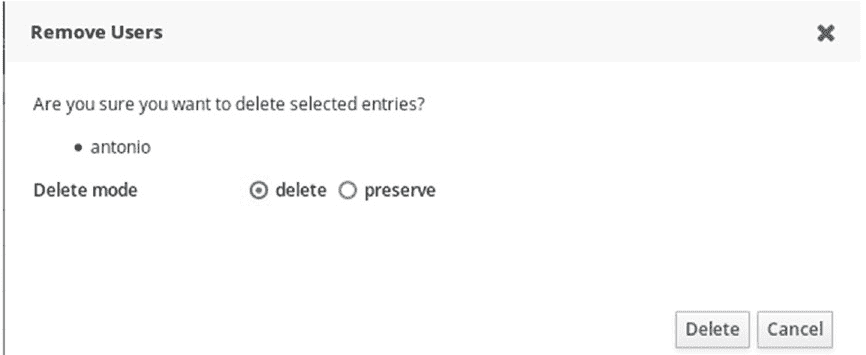 Remove Users
Are you sure you want to delete selected entries?
antonio
Delete mode delete preserve
Delete Cancel